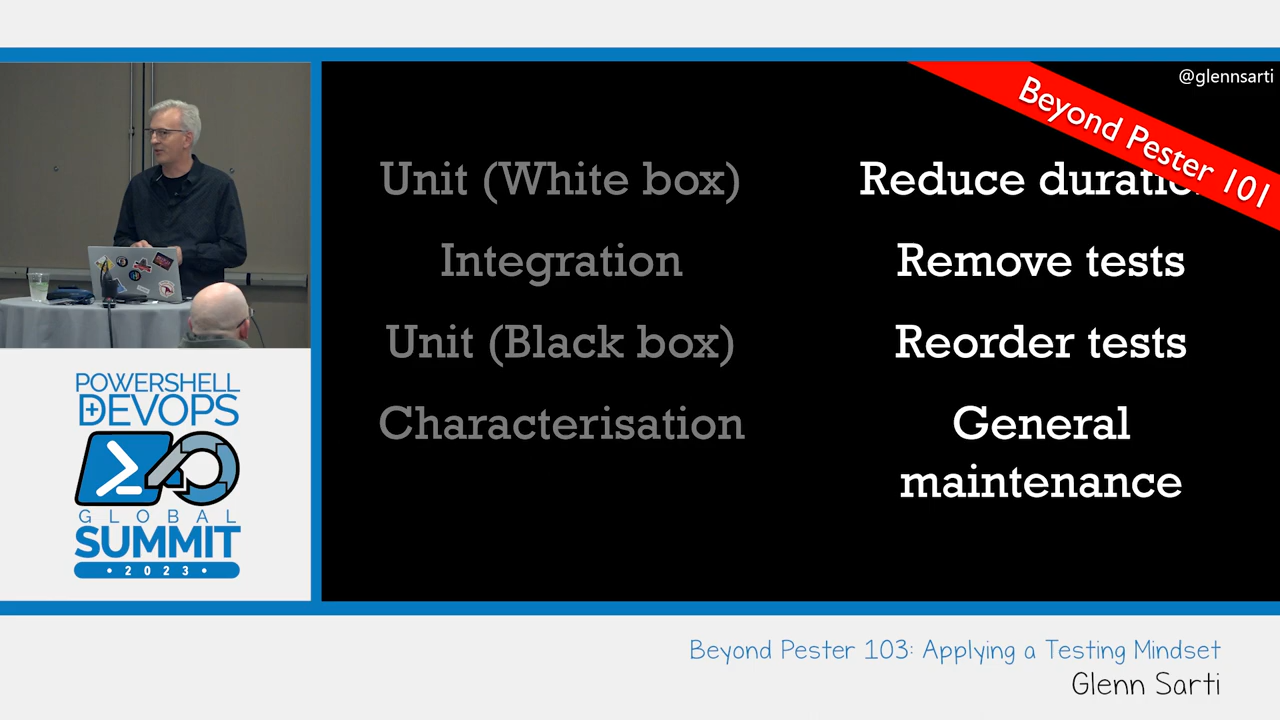 @glennsarti
Beyond Pester 101
Unit (White box)
Reduce duratio
Integration
Remove tests
Unit (Black box)
Reorder tests
Characterisation
General
maintenance
POWERSHELL
+DEVOPS
GLOBAL
SUMMIT
• 2023 •
Beyond Pester 103: Applying a Testing Mindset
Glenn Sarti